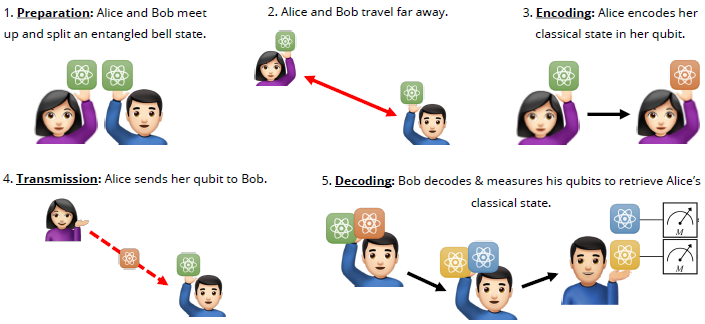 1. Preparation: Alice and Bob meet
up and split an entangled bell state.
2. Alice and Bob travel far away.
3. Encoding: Alice encodes her
classical state in her qubit.
4. Transmission: Alice sends her qubit to Bob.
5. Decoding: Bob decodes & measures his qubits to retrieve Alice's
classical state.
M
M